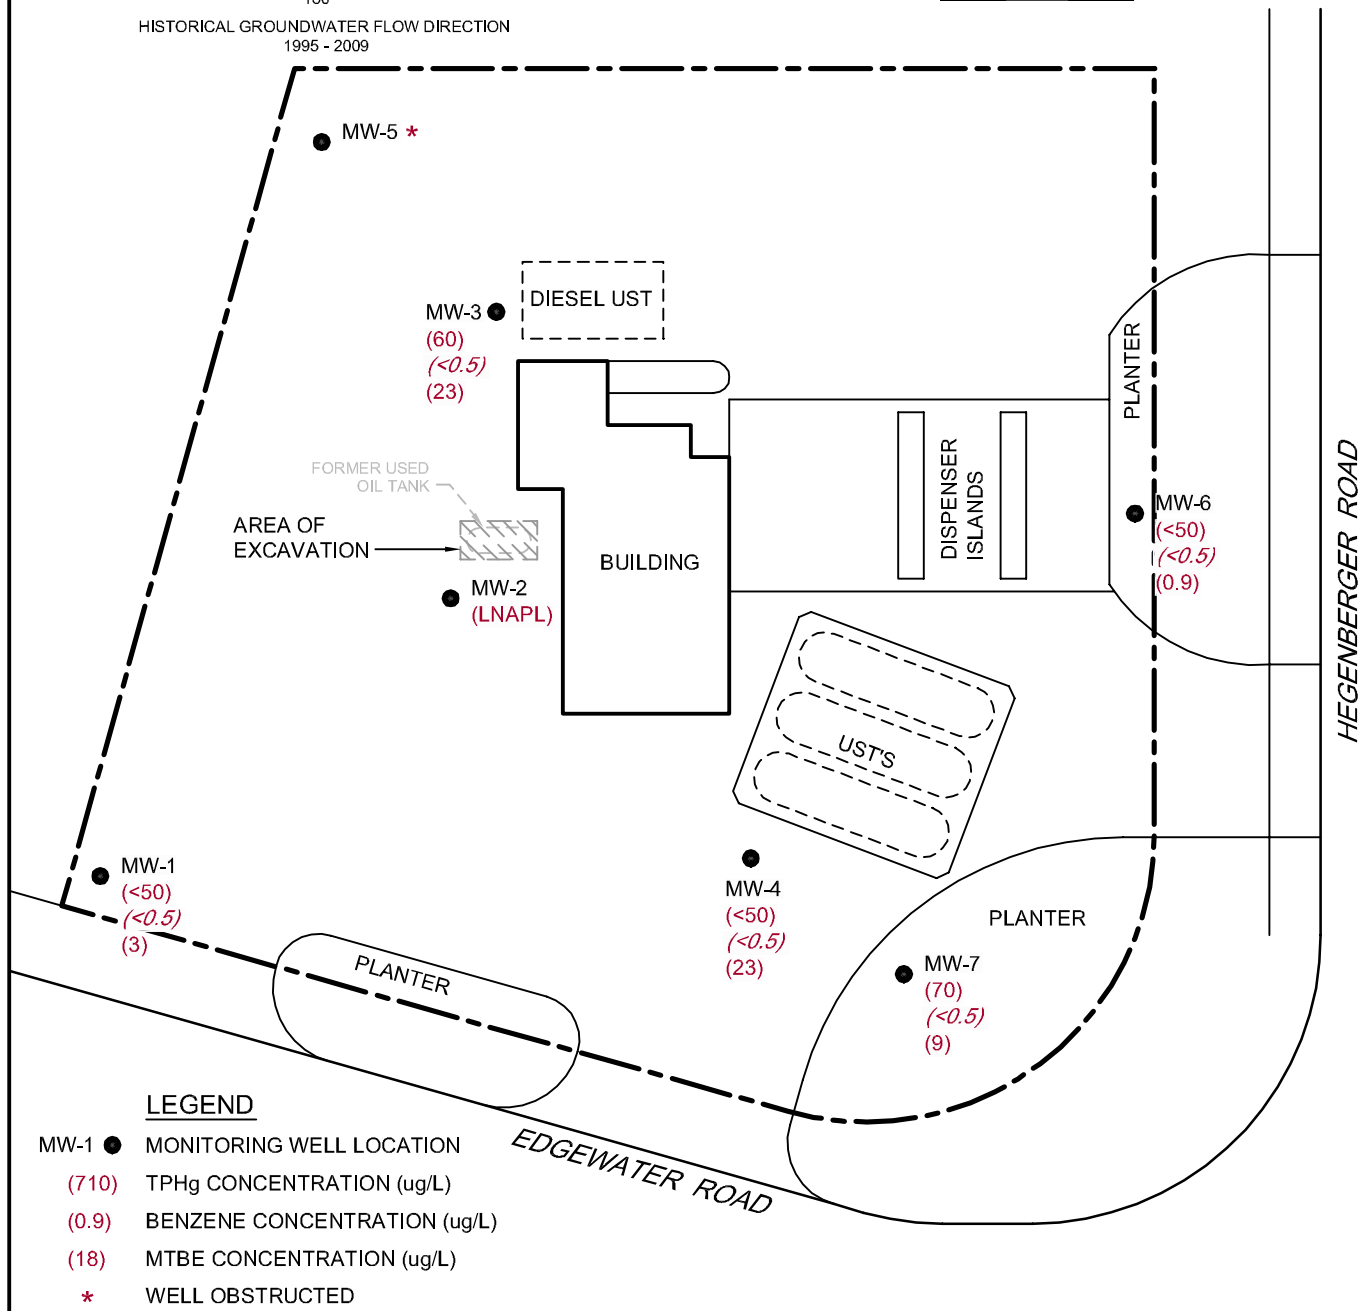 HISTORICAL GROUNDWATER FLOW DIRECTION
1995 - 2009
MW-5 *
DIESEL UST
MW-3
(60)
(<0.5)
(23)
PLANTER
FORMER USED
OIL TANK
AREA OF
EXCAVATION
DISPENSER
ISLANDS
MW-6
(<50)
(<0.5)
(0.9)
HEGENBERGER ROAD
BUILDING
MW-2
(LNAPL)
UST'S
MW-1
(<50)
(<0.5)
(3)
MW-4
(<50)
(<0.5)
(23)
PLANTER
MW-7
(70)
(<0.5)
(9)
PLANTER
EDGEWATER ROAD
LEGEND
MW-1 MONITORING WELL LOCATION
(710) TPHg CONCENTRATION (ug/L)
(0.9) BENZENE CONCENTRATION (ug/L)
(18) MTBE CONCENTRATION (ug/L)
* WELL OBSTRUCTED